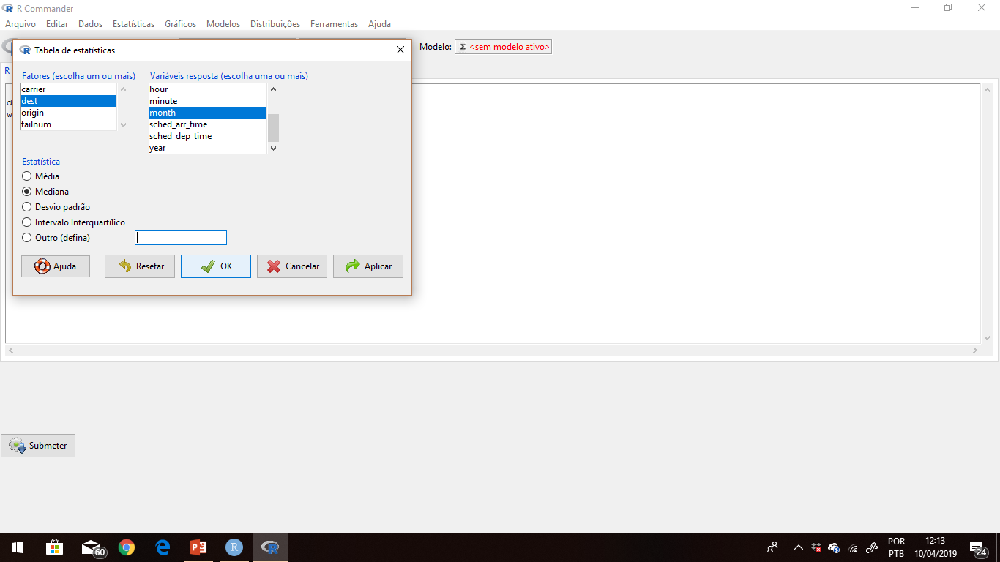 R Commander
Arquivo Editar Dados Estatísticas Gráficos Modelos Distribuições Ferramentas Ajuda
Tabela de estatísticas
Modelo: Σ <sem modelo ativo>
R
Fatores (escolha um ou mais) Variáveis resposta (escolha uma ou mais)
carrier hour
dest minute
origin month
tailnum sched_arr_time
sched_dep_time
year
d
w
Estatística
Média
Mediana
Desvio padrão
Intervalo Interquartílico
Outro (defina)
Ajuda Resetar OK Cancelar Aplicar
Submeter
60
POR 12:13
PTB 10/04/2019 24